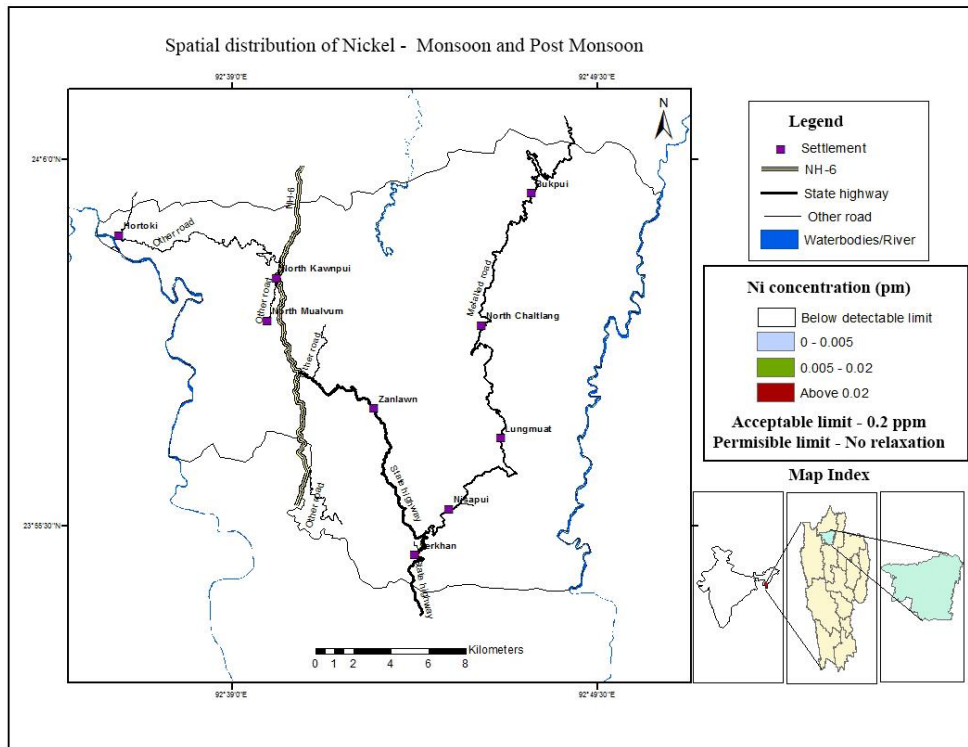 Spatial distribution of Nickel - Monsoon and Post Monsoon
92°39'0"E
92°49'30"E
N
24°6'0"N
23°55'30"N
NH-6
Bukpui
Hortoki
Other road
North Kawnpui
Other road
North Mualvum
Metalled road
North Chaltlang
Other road
Zanlawn
Lungmuat
State highway
Nisapui
Other road
Serkhan
State highway
Kilometers
0 1 2 4 6 8
92°39'0"E
92°49'30"E
Legend
Settlement
NH-6
State highway
Other road
Waterbodies/River
Ni concentration (pm)
Below detectable limit
0 - 0.005
0.005 - 0.02
Above 0.02
Acceptable limit - 0.2 ppm
Permisible limit - No relaxation
Map Index